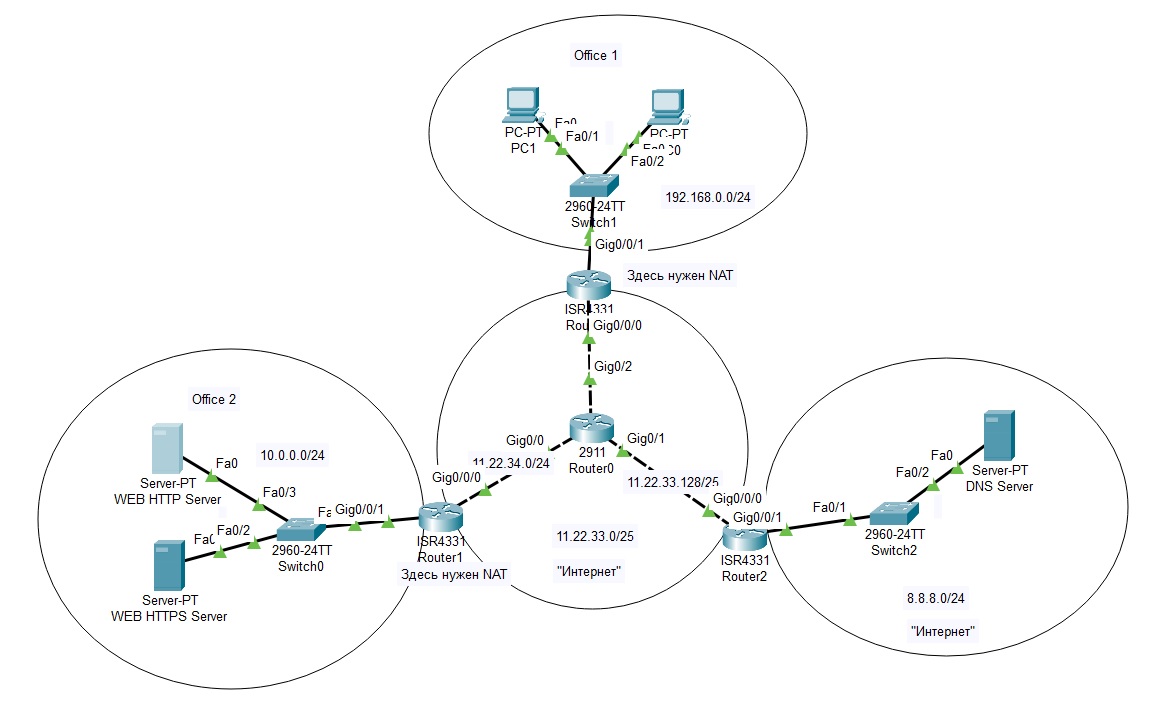 Office 1
Fa0
Fa0/1
PC-PT
PC1
PC-PT
Fa0/2
192.168.0.0/24
2960-24TT
Switch1
Gig0/0/1
Здесь нужен NAT
ISR4331
Gig0/0/0
Gig0/2
Office 2
10.0.0.0/24
Server-PT
WEB HTTP Server
Fa0
Fa0/3
Gig0/0/1
Fa0/2
2960-24TT
Switch0
Server-PT
WEB HTTPS Server
Gig0/0
Gig0/1
2911
Router0
11.22.34.0/24
Gig0/0/0
11.22.33.128/25
Gig0/0/0
ISR4331
Router1
Здесь нужен NAT
11.22.33.0/25
"Интернет"
Gig0/0/1
ISR4331
Router2
Fa0/1
Fa0/2
Fa0
Server-PT
DNS Server
2960-24TT
Switch2
8.8.8.0/24
"Интернет"